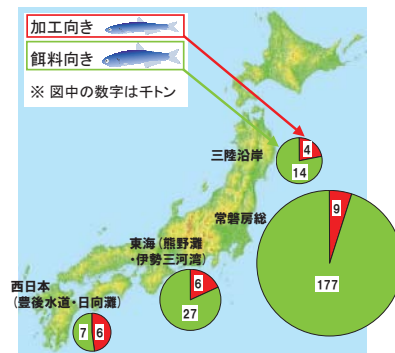 加工向き
餌料向き
※ 図中の数字は千トン
三陸沿岸
4
14
常磐房総
9
177
東海(熊野灘
・伊勢三河湾)
6
27
西日本
(豊後水道・日向灘)
7
6